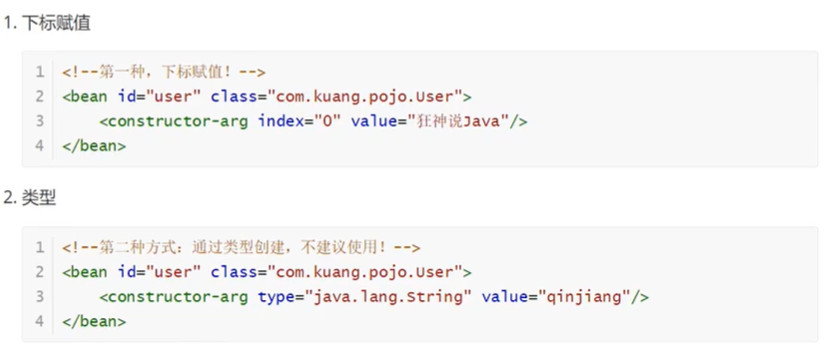 1. 下标赋值
1 <!--第一种，下标赋值！-->
2 <bean id="user" class="com.kuang.pojo.User">
3     <constructor-arg index="0" value="狂神说Java"/>
4 </bean>
2. 类型
1 <!--第二种方式：通过类型创建，不建议使用！-->
2 <bean id="user" class="com.kuang.pojo.User">
3     <constructor-arg type="java.lang.String" value="qinjiang"/>
4 </bean>